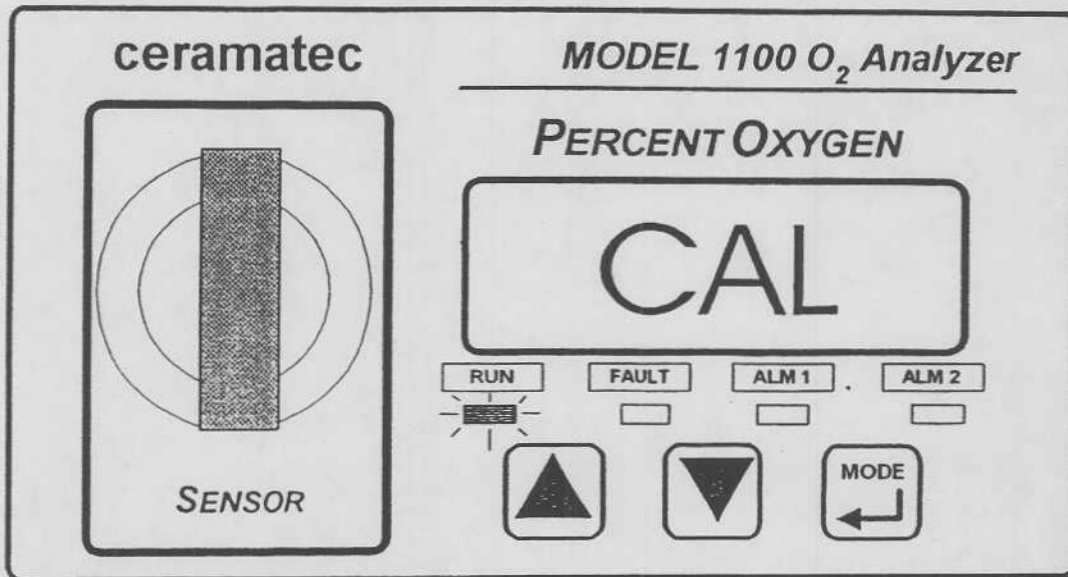 ceramatec
MODEL 1100 O₂ Analyzer
PERCENT OXYGEN
CAL
RUN FAULT ALM 1 ALM 2
MODE
SENSOR